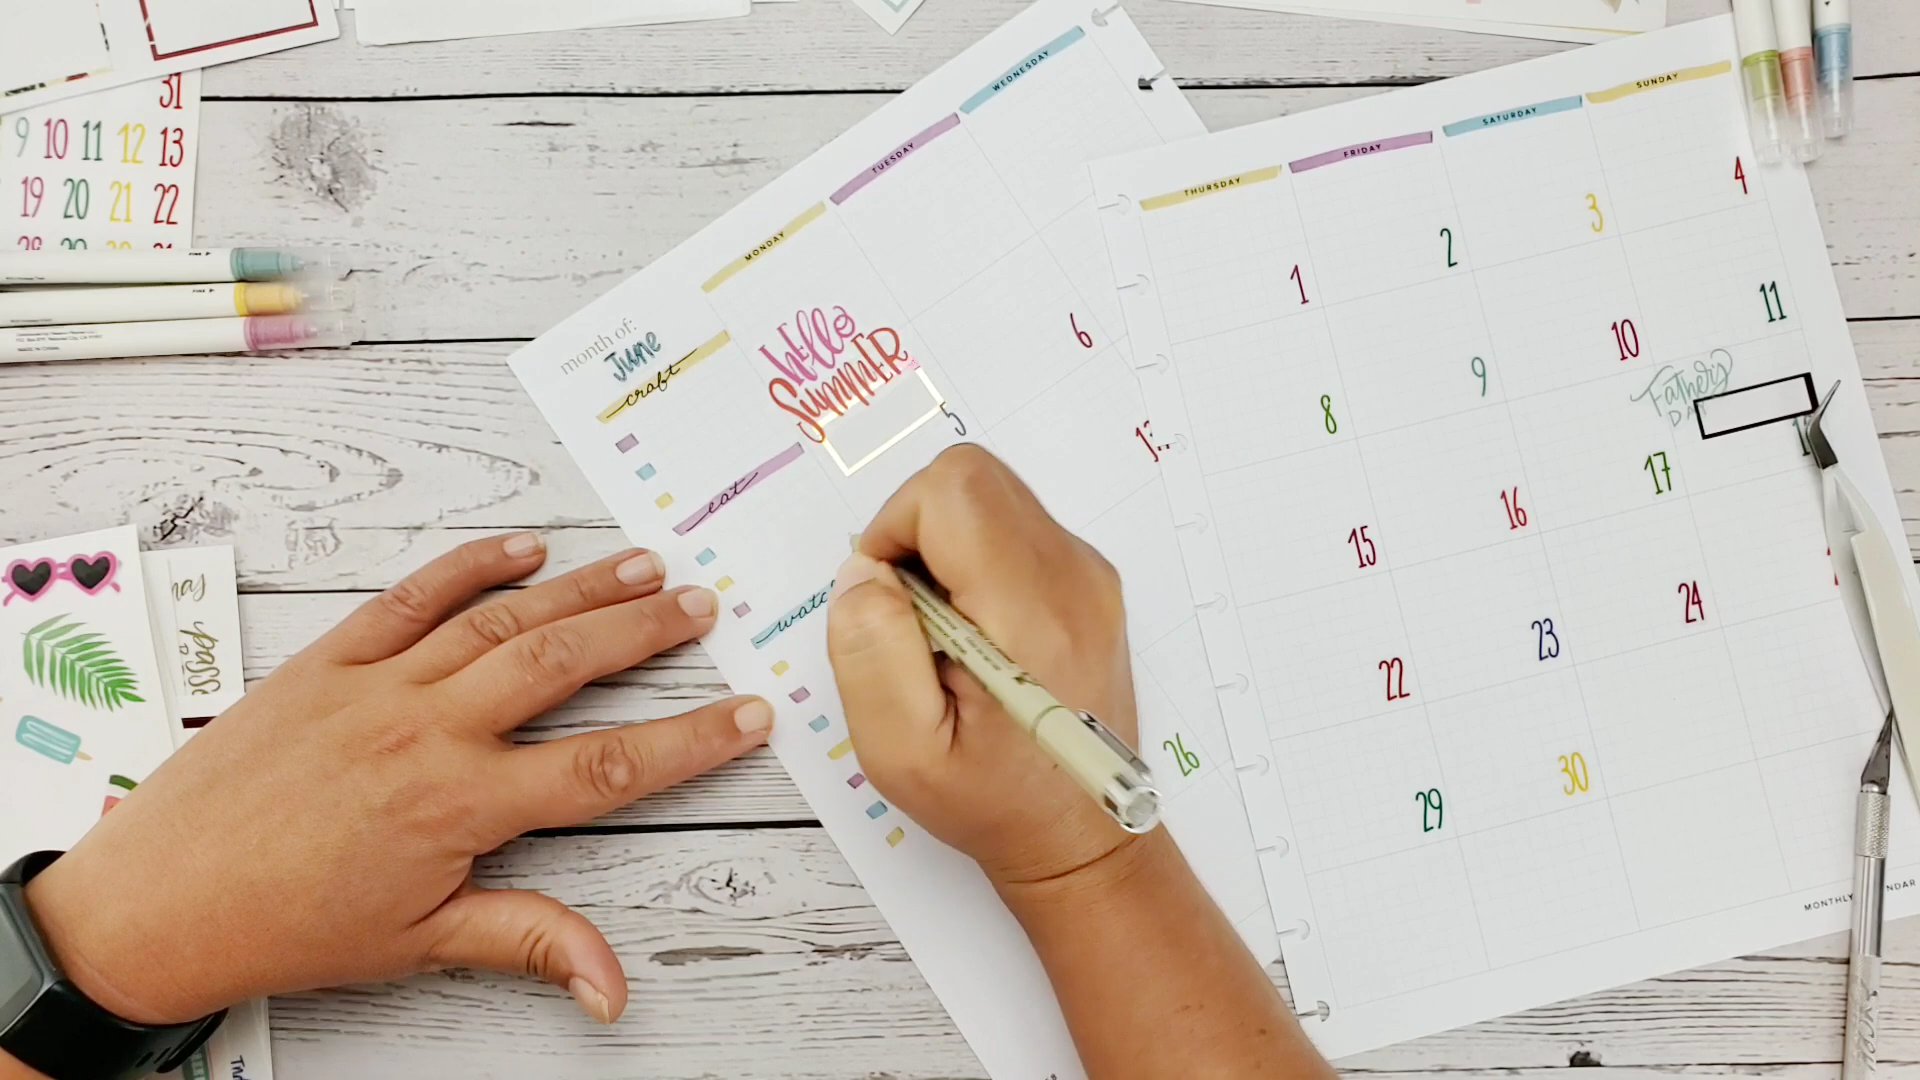 31
9 10 11 12 13
19 20 21 22
month of:
June
craft
eat
MONDAY
TUESDAY
WEDNESDAY
hello
SUMMER
5
6
26
THURSDAY
FRIDAY
SATURDAY
SUNDAY
1
2
3
4
8
9
10
11
Father's
DAY
15
16
17
22
23
24
29
30
MONTHLY